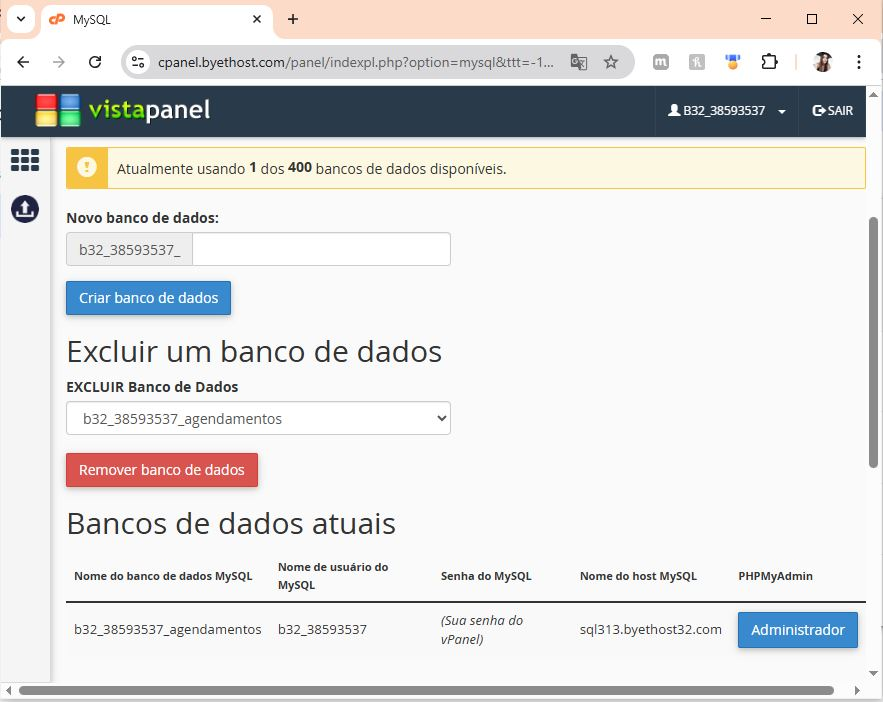 MySQL
cpanel.byethost.com/panel/indexpl.php?option=mysql&ttt=-1...
vistapanel
B32_38593537
SAIR
Atualmente usando 1 dos 400 bancos de dados disponíveis.
Novo banco de dados:
b32_38593537_
Criar banco de dados
Excluir um banco de dados
EXCLUIR Banco de Dados
b32_38593537_agendamentos
Remover banco de dados
Bancos de dados atuais
Nome do banco de dados MySQL Nome de usuário do MySQL Senha do MySQL Nome do host MySQL PHPMyAdmin
b32_38593537_agendamentos b32_38593537 (Sua senha do vPanel) sql313.byethost32.com Administrador